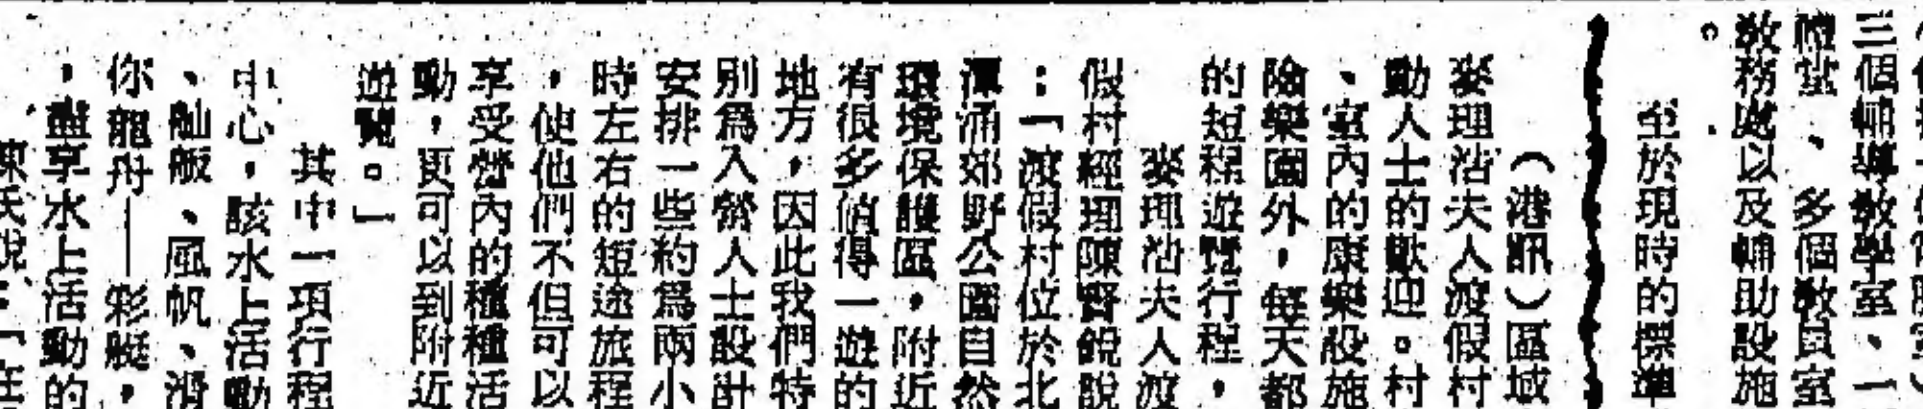 三個輔導教學室、一
禮堂、多個教員室
教務處以及輔助設施
。
至於現時的標準
（港訊）區域
麥理浩夫人渡假村
動人士的歡迎。村
、室內的康樂設施
險樂園外，每天都
的短程遊覽行程，
麥理浩夫人渡
假村經理陳賢銳說
：「渡假村位於北
潭涌郊野公園自然
環境保護區，附近
有很多值得一遊的
地方，因此我們特
別為入營人士設計
安排一些約為兩小
時左右的短途旅程
，使他們不但可以
享受營內的種種活
動，更可以到附近
遊覽。」
其中一項行程
中心，該水上活動
、舢舨、風帆、滑
你龍舟——彩艇，
，盡享水上活動的
陳氏說：「在